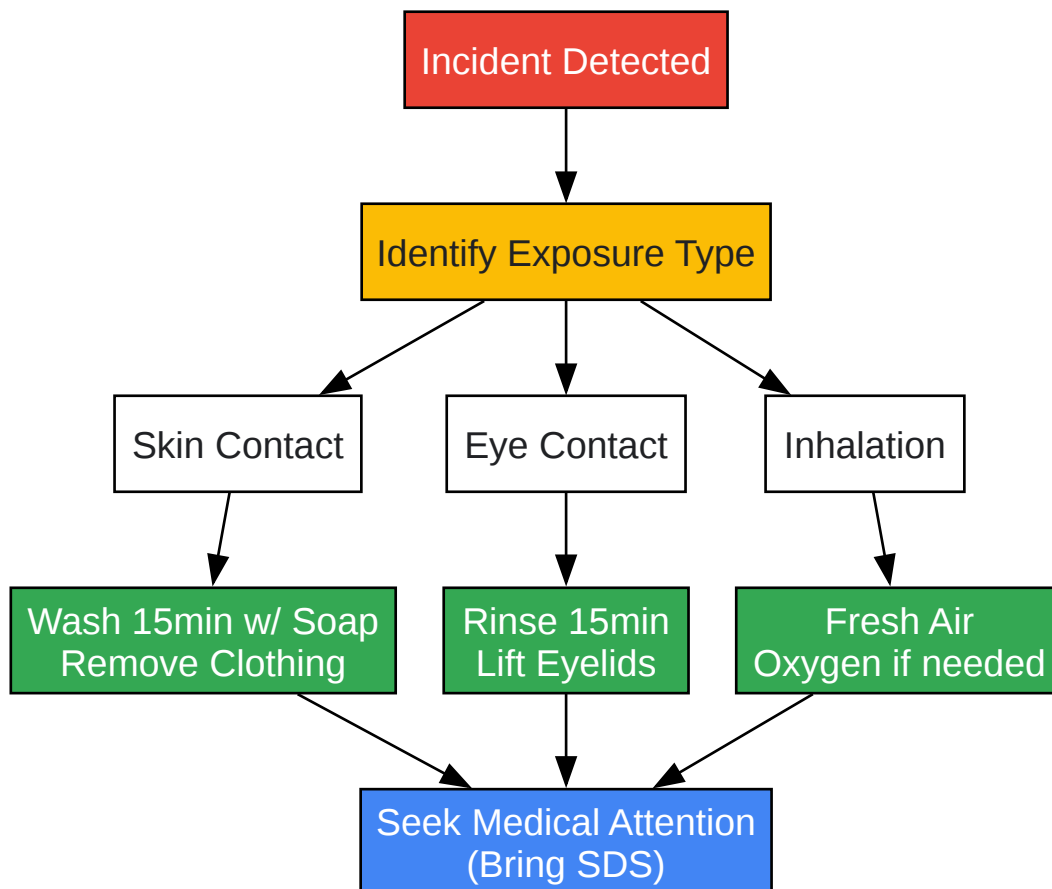 Incident Detected
Identify Exposure Type
Skin Contact
Eye Contact
Inhalation
Wash 15min w/ Soap
Remove Clothing
Rinse 15min
Lift Eyelids
Fresh Air
Oxygen if needed
Seek Medical Attention
(Bring SDS)